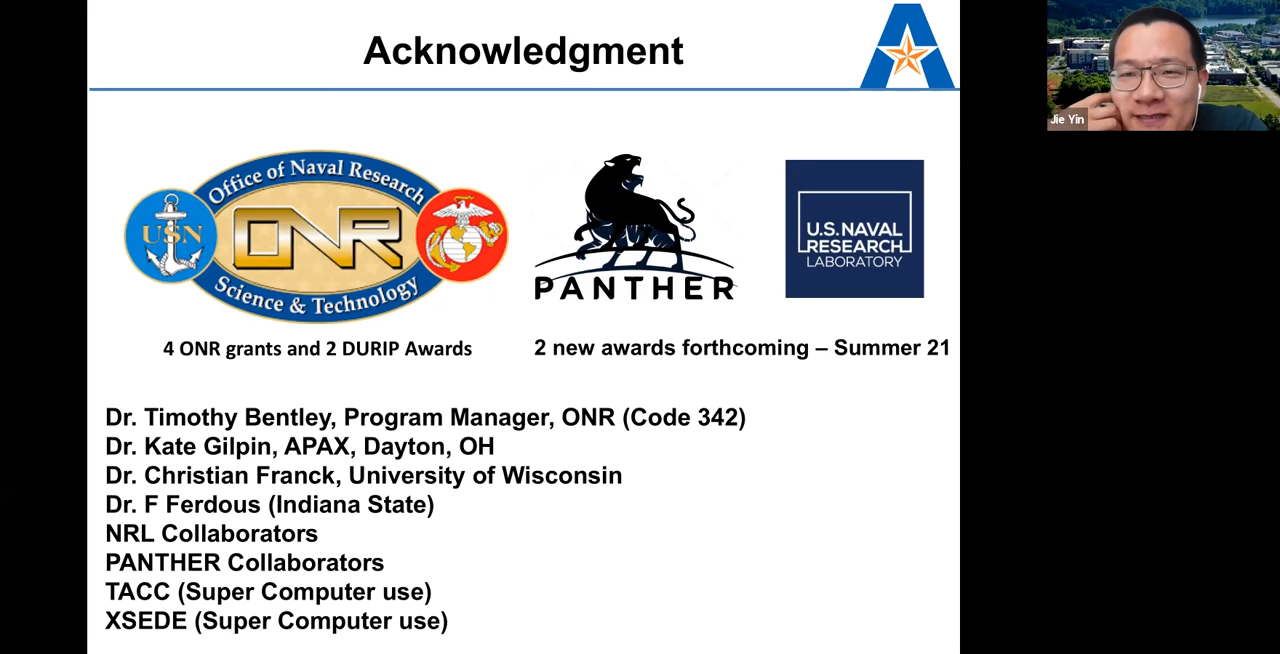 Acknowledgment
Jie Yin
Office of Naval Research
USN
ONR
Science & Technology
PANTHER
U.S. NAVAL
RESEARCH
LABORATORY
4 ONR grants and 2 DURIP Awards
2 new awards forthcoming – Summer 21
Dr. Timothy Bentley, Program Manager, ONR (Code 342)
Dr. Kate Gilpin, APAX, Dayton, OH
Dr. Christian Franck, University of Wisconsin
Dr. F Ferdous (Indiana State)
NRL Collaborators
PANTHER Collaborators
TACC (Super Computer use)
XSEDE (Super Computer use)